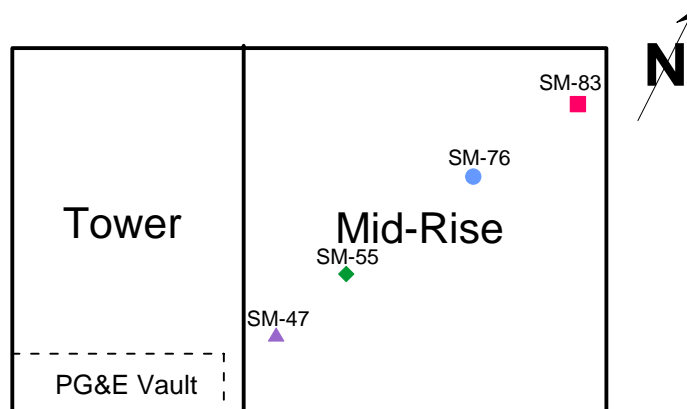 SM-83
N
SM-76
Tower
Mid-Rise
SM-55
SM-47
PG&E Vault